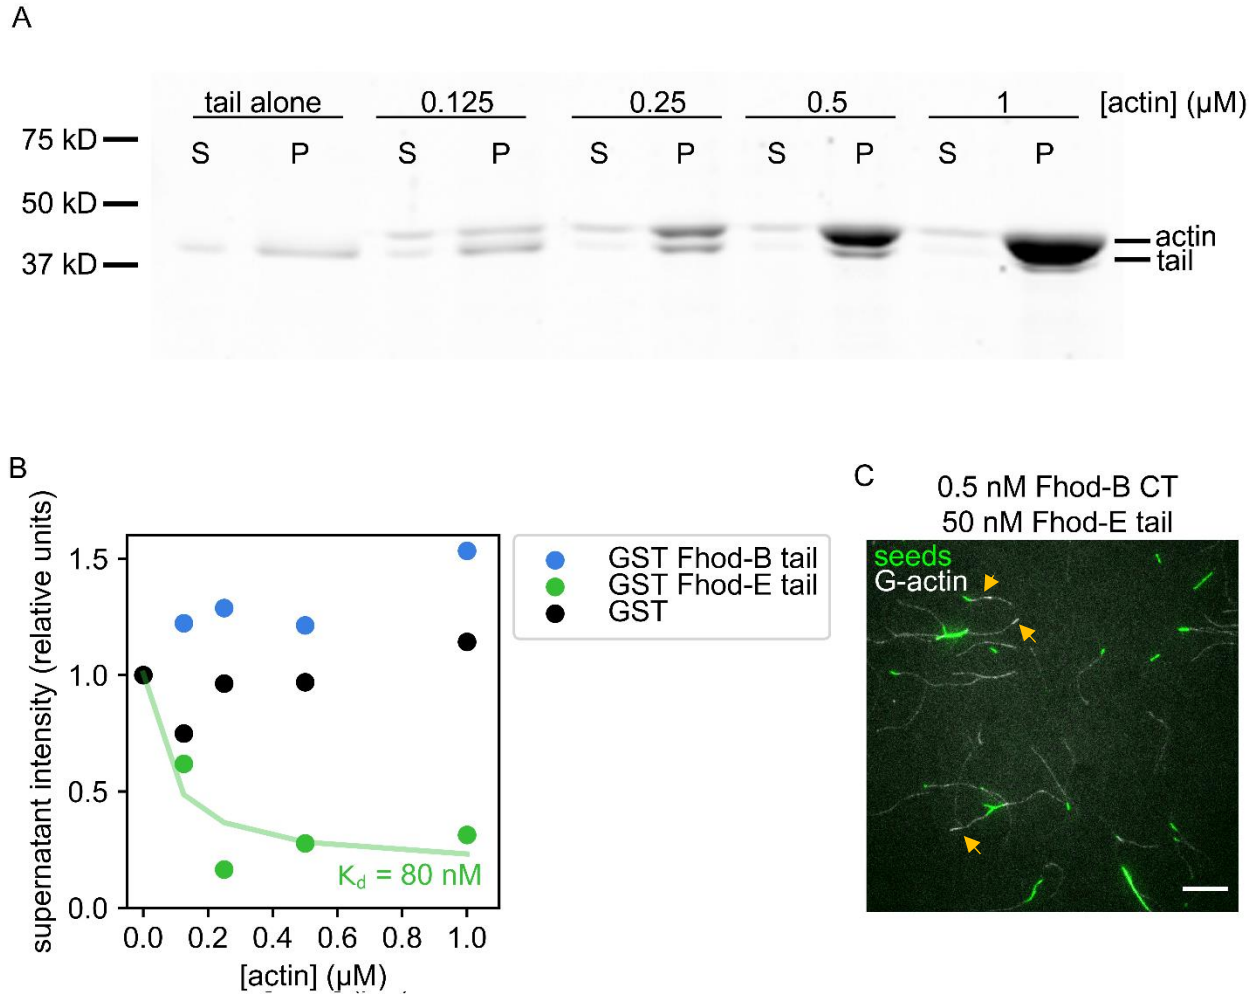 A
tail alone 0.125 0.25 0.5 1 [actin] (µM)
75 kD
S P S P S P S P S P
50 kD
37 kD
actin
tail
B
supernatant intensity (relative units)
1.5
1.0
0.5
0.0
0.0 0.2 0.4 0.6 0.8 1.0
[actin] (µM)
Kd = 80 nM
GST Fhod-B tail
GST Fhod-E tail
GST
C
0.5 nM Fhod-B CT
50 nM Fhod-E tail
seeds
G-actin